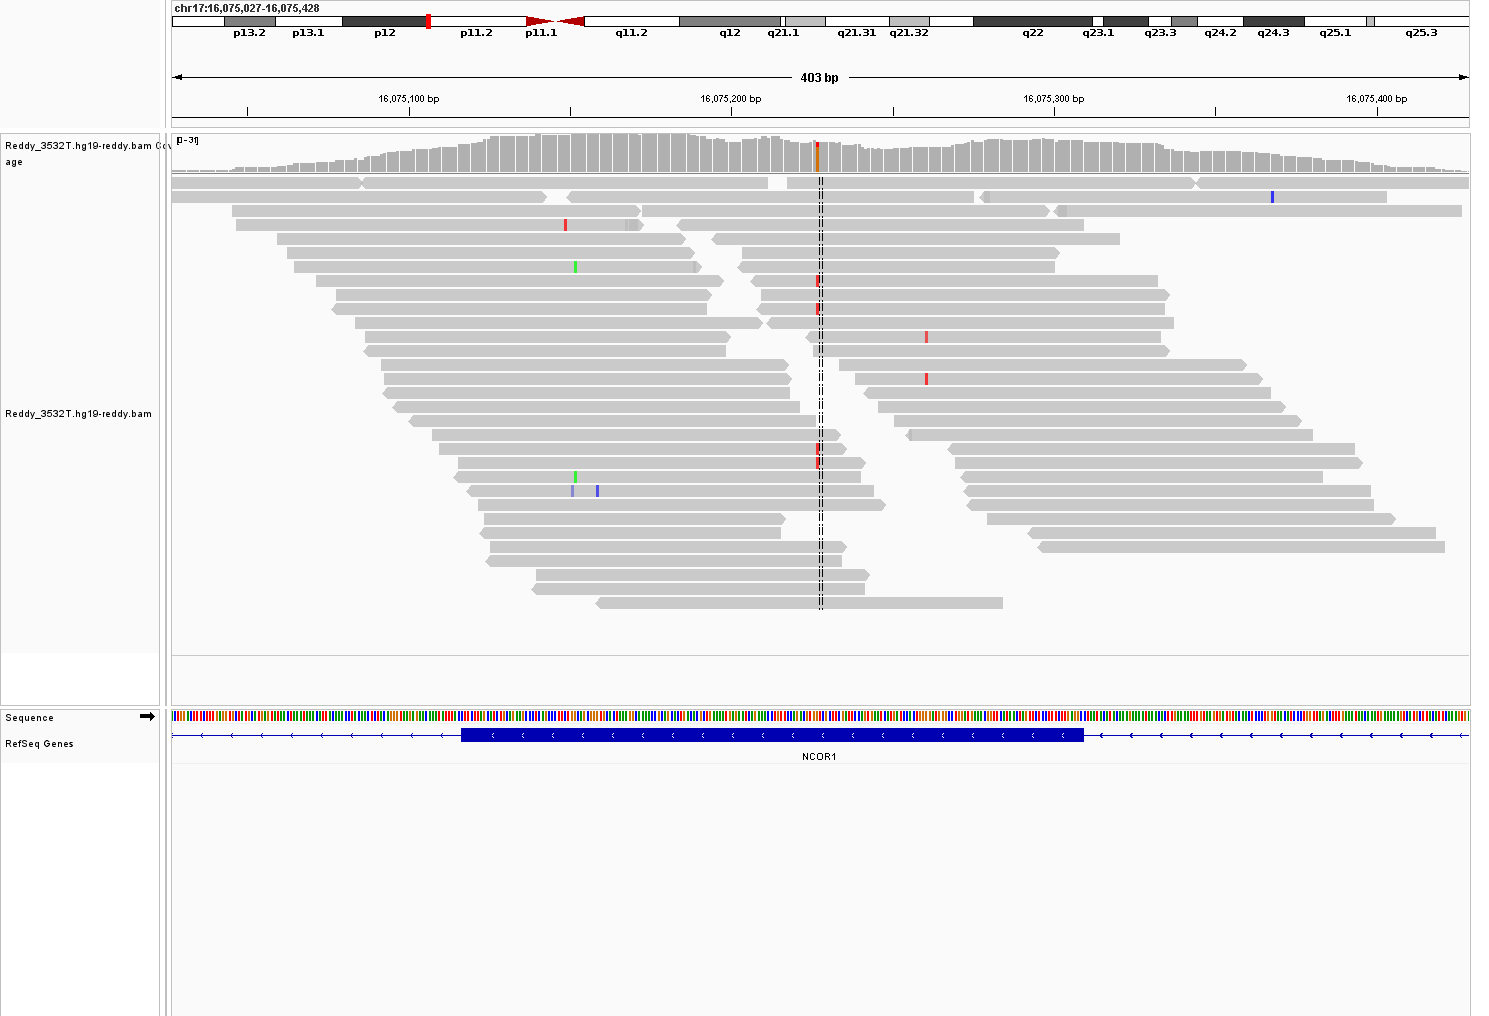 chr17:16,075,027-16,075,428
p13.2 p13.1 p12 p11.2 p11.1 q11.2 q12 q21.1 q21.31 q21.32 q22 q23.1 q23.3 q24.2 q24.3 q25.1 q25.3
403 bp
16,075,100 bp 16,075,200 bp 16,075,300 bp 16,075,400 bp
[0-31]
Reddy_3532T.hg19-reddy.bam Cov
age
Reddy_3532T.hg19-reddy.bam
Sequence
RefSeq Genes
NCOR1